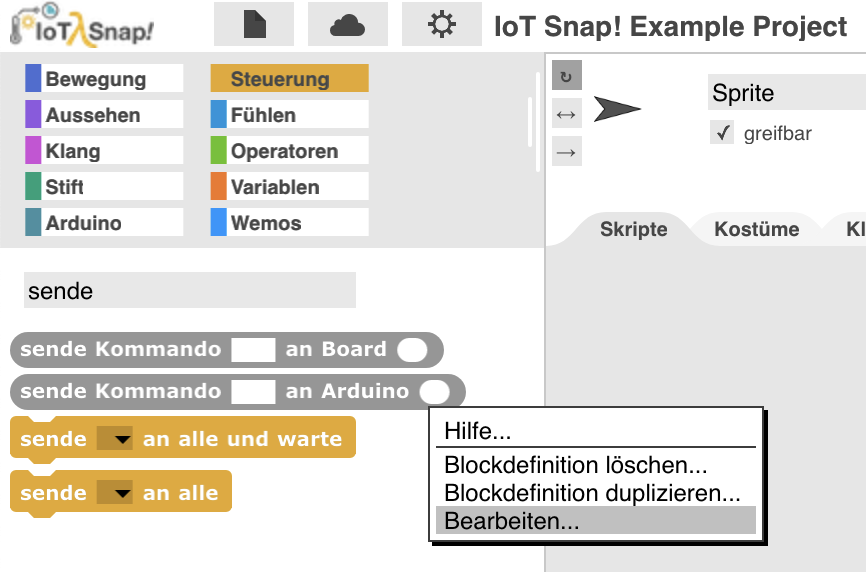 IoT Snap!
IoT Snap! Example Project
Bewegung
Steuerung
Aussehen
Fühlen
Klang
Operatoren
Stift
Variablen
Arduino
Wemos
Sprite
greifbar
Skripte
Kostüme
Kl
sende
sende Kommando an Board
sende Kommando an Arduino
sende an alle und warte
sende an alle
Hilfe...
Blockdefinition löschen...
Blockdefinition duplizieren...
Bearbeiten...